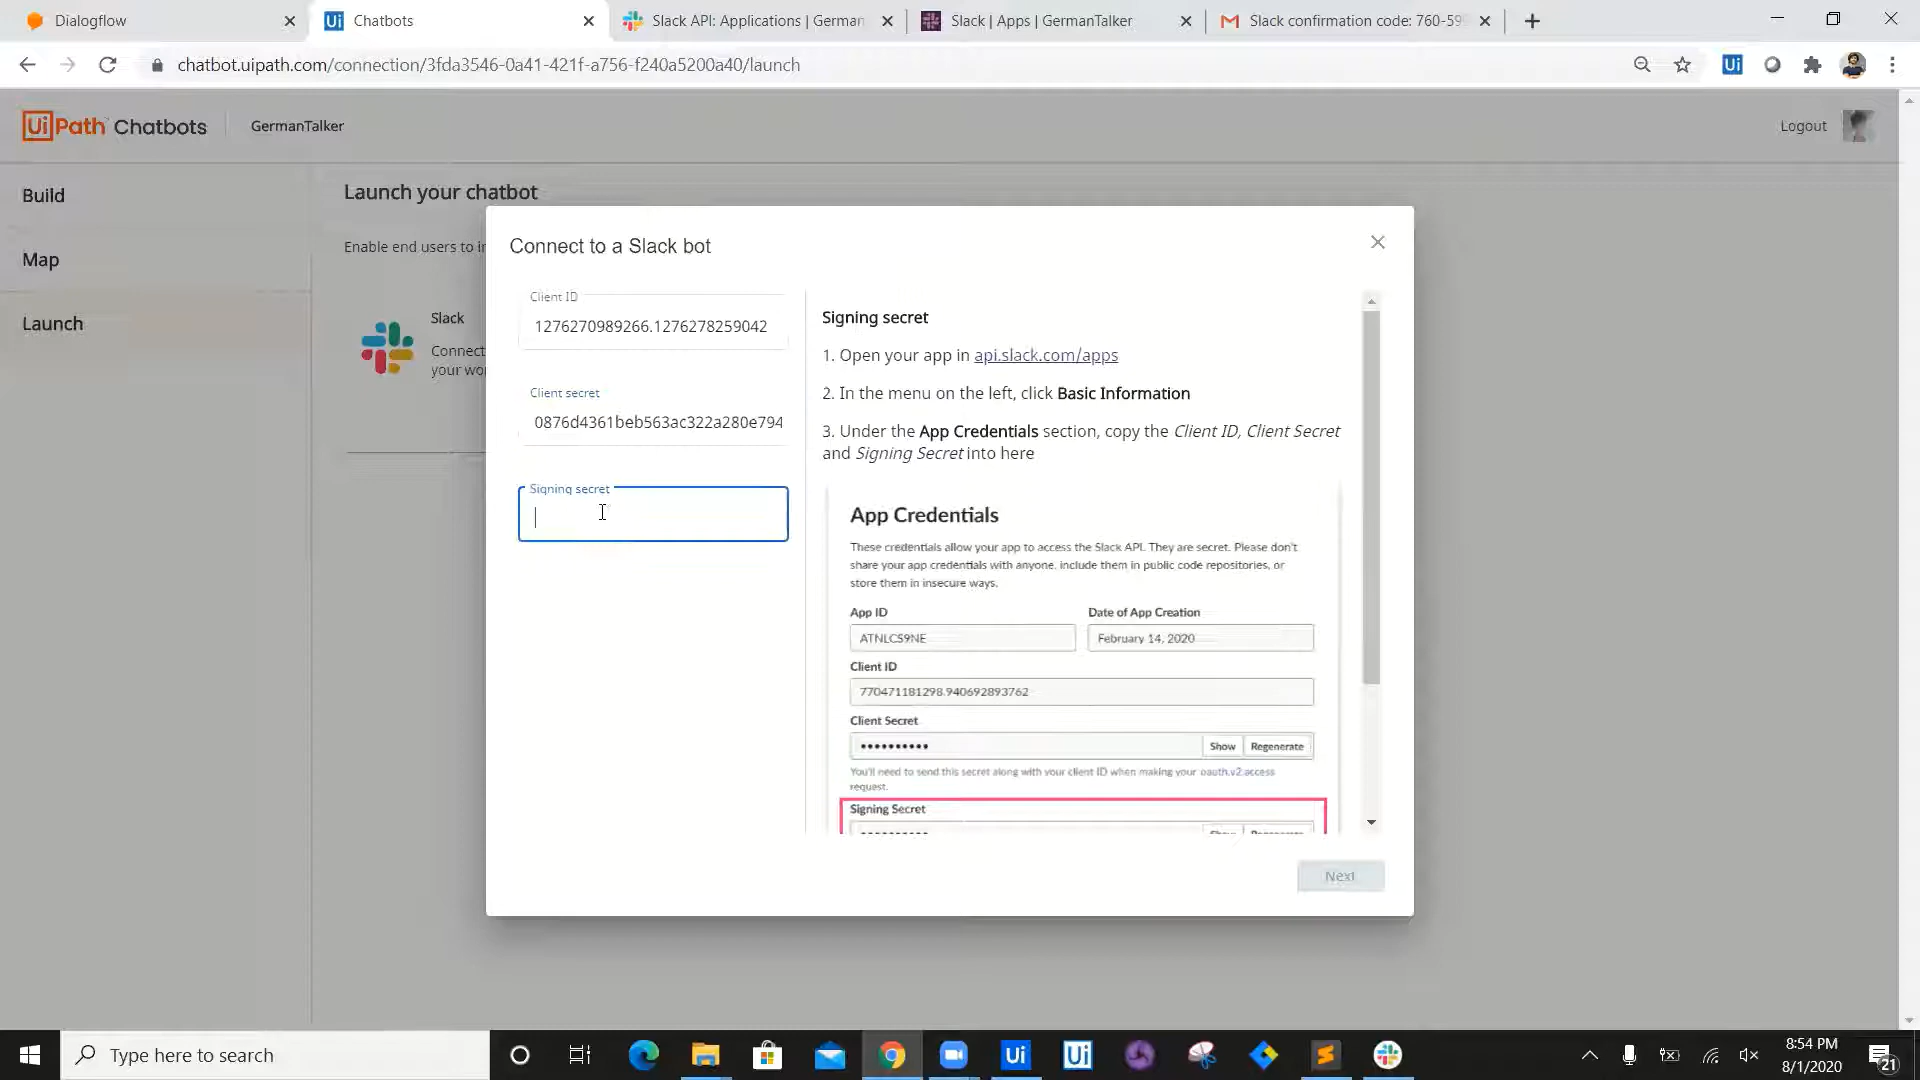 Dialogflow
Chatbots
Slack API: Applications | German
Slack | Apps | GermanTalker
Slack confirmation code: 760-59
chatbot.uipath.com/connection/3fda3546-0a41-421f-a756-f240a5200a40/launch
UiPath Chatbots
GermanTalker
Logout
Build
Map
Launch
Launch your chatbot
Enable end users to i
Slack
Connect
your wo
Connect to a Slack bot
Client ID
1276270989266.1276278259042
Client secret
0876d4361beb563ac322a280e794
Signing secret
Signing secret
1. Open your app in api.slack.com/apps
2. In the menu on the left, click Basic Information
3. Under the App Credentials section, copy the Client ID, Client Secret
and Signing Secret into here
App Credentials
These credentials allow your app to access the Slack API. They are secret. Please don't
share your app credentials with anyone, include them in public code repositories, or
store them in insecure ways.
App ID
Date of App Creation
ATNLCS9NE
February 14, 2020
Client ID
770471181298.940692893762
Client Secret
••••••••••
Show
Regenerate
You'll need to send this secret along with your client ID when making your oauth.v2.access
request.
Signing Secret
Next
Type here to search
8:54 PM
8/1/2020
21